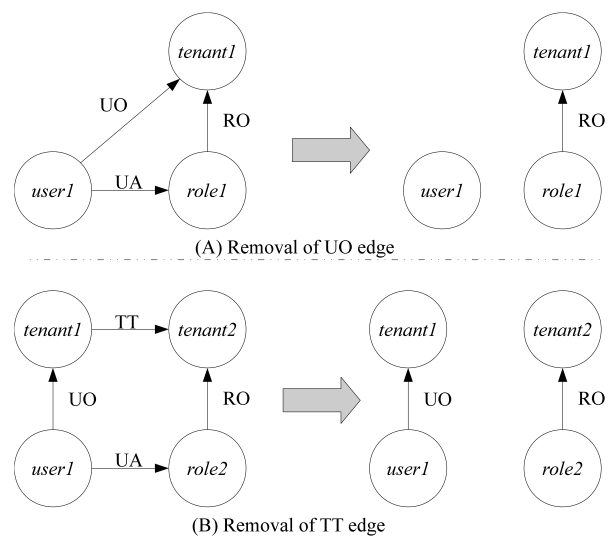 tenant1 tenant1
UO RO RO
user1 UA role1 user1 role1
(A) Removal of UO edge
tenant1 TT tenant2 tenant1 tenant2
UO RO UO RO
user1 UA role2 user1 role2
(B) Removal of TT edge